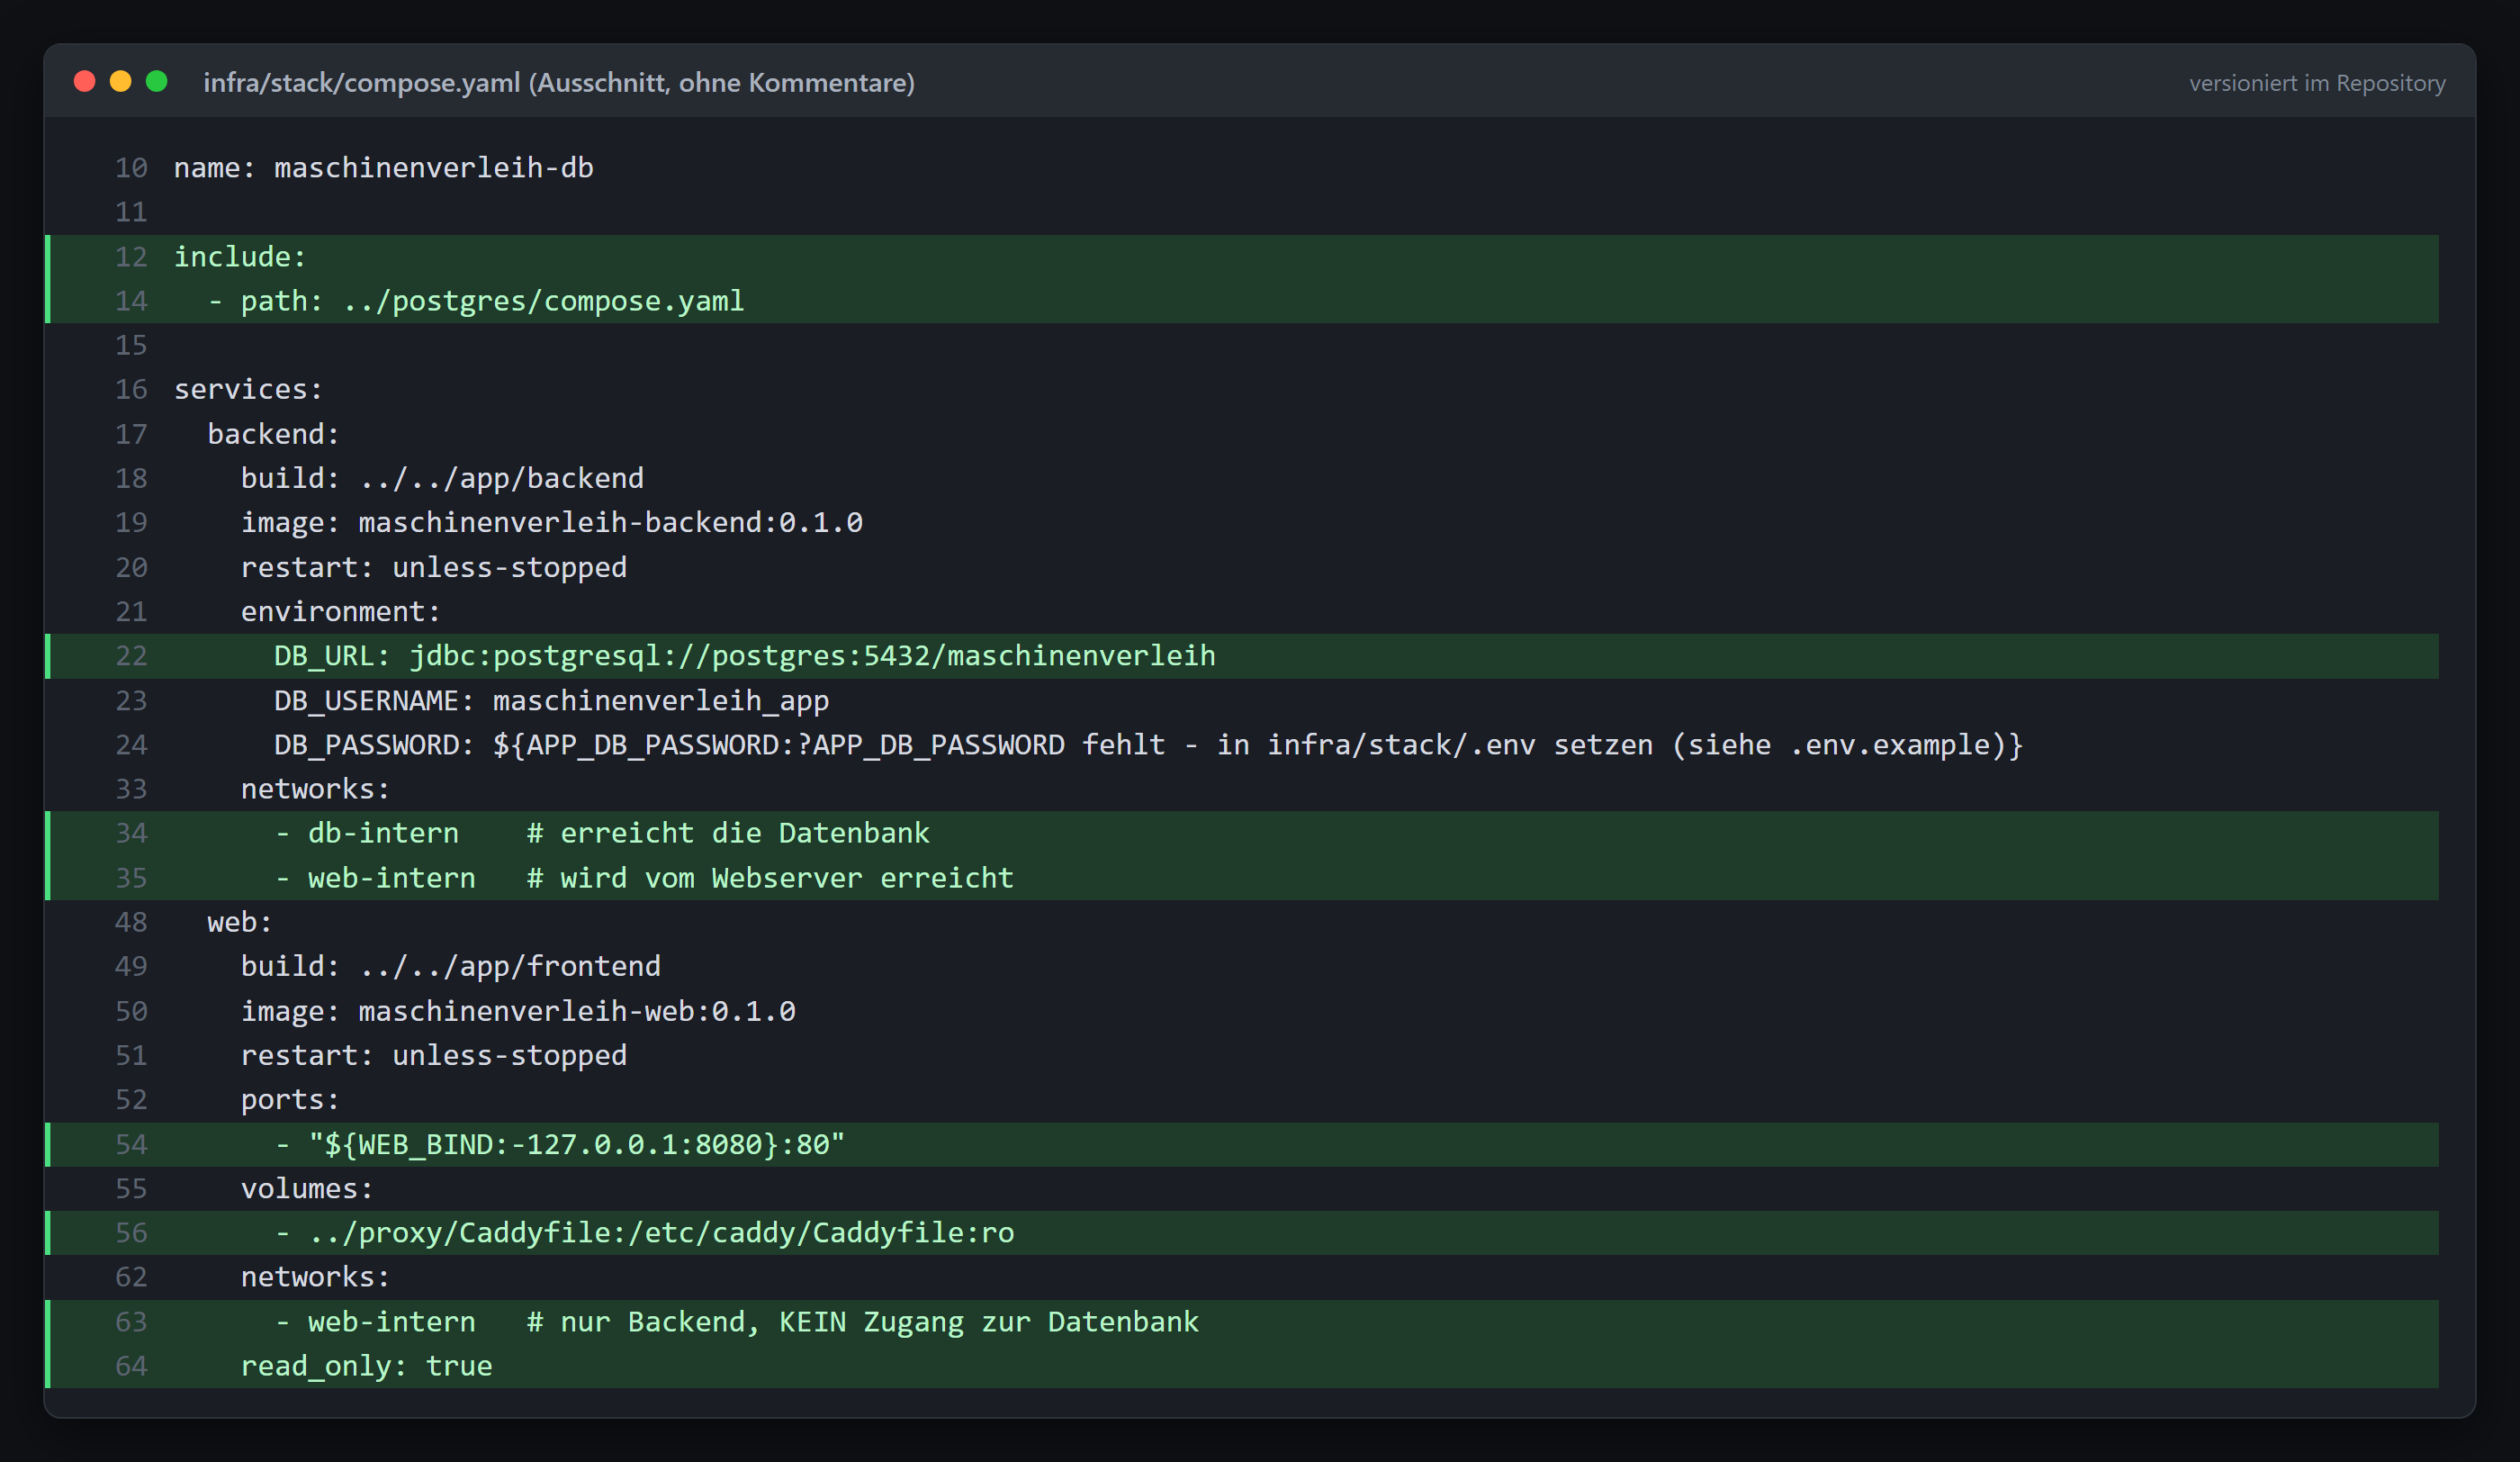 infra/stack/compose.yaml (Ausschnitt, ohne Kommentare)
versioniert im Repository
10 name: maschinenverleih-db
11
12 include:
14   - path: ../postgres/compose.yaml
15
16 services:
17   backend:
18     build: ../../app/backend
19     image: maschinenverleih-backend:0.1.0
20     restart: unless-stopped
21     environment:
22       DB_URL: jdbc:postgresql://postgres:5432/maschinenverleih
23       DB_USERNAME: maschinenverleih_app
24       DB_PASSWORD: ${APP_DB_PASSWORD:?APP_DB_PASSWORD fehlt - in infra/stack/.env setzen (siehe .env.example)}
33     networks:
34       - db-intern    # erreicht die Datenbank
35       - web-intern   # wird vom Webserver erreicht
48   web:
49     build: ../../app/frontend
50     image: maschinenverleih-web:0.1.0
51     restart: unless-stopped
52     ports:
54       - "${WEB_BIND:-127.0.0.1:8080}:80"
55     volumes:
56       - ../proxy/Caddyfile:/etc/caddy/Caddyfile:ro
62     networks:
63       - web-intern   # nur Backend, KEIN Zugang zur Datenbank
64     read_only: true